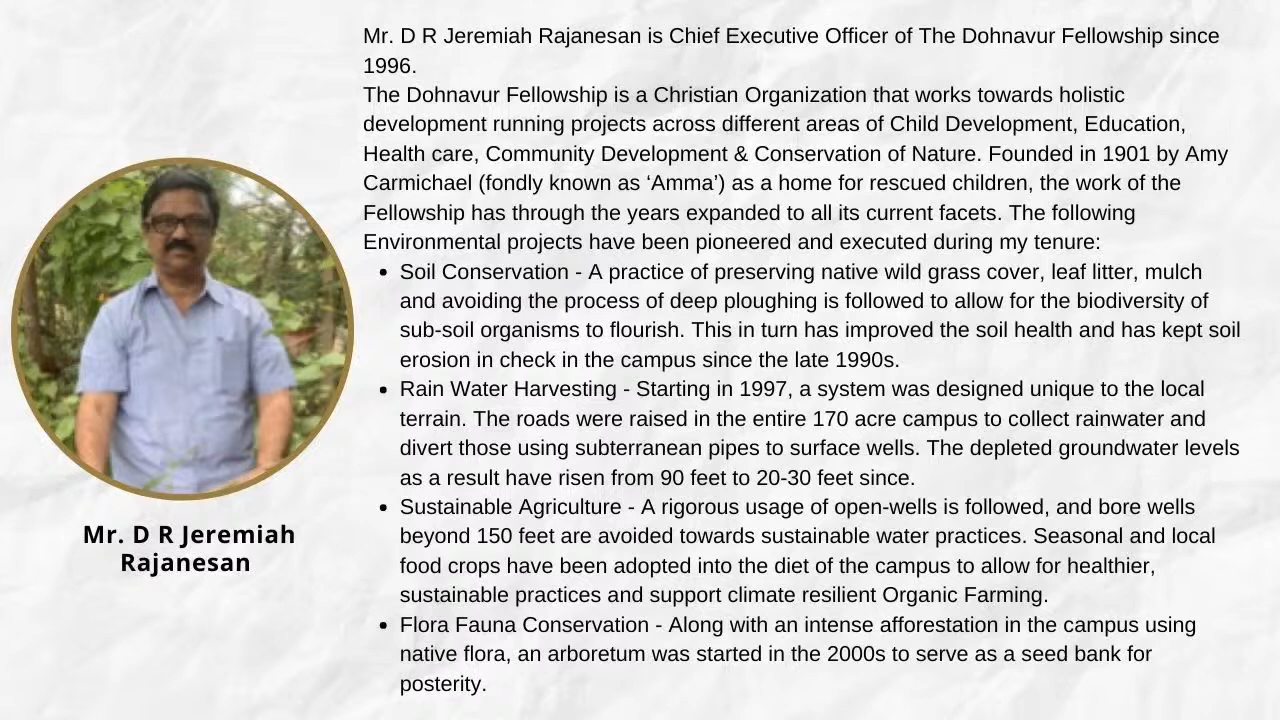 Mr. D R Jeremiah Rajanesan is Chief Executive Officer of The Dohnavur Fellowship since
1996.
The Dohnavur Fellowship is a Christian Organization that works towards holistic
development running projects across different areas of Child Development, Education,
Health care, Community Development & Conservation of Nature. Founded in 1901 by Amy
Carmichael (fondly known as ‘Amma’) as a home for rescued children, the work of the
Fellowship has through the years expanded to all its current facets. The following
Environmental projects have been pioneered and executed during my tenure:
• Soil Conservation - A practice of preserving native wild grass cover, leaf litter, mulch
and avoiding the process of deep ploughing is followed to allow for the biodiversity of
sub-soil organisms to flourish. This in turn has improved the soil health and has kept soil
erosion in check in the campus since the late 1990s.
• Rain Water Harvesting - Starting in 1997, a system was designed unique to the local
terrain. The roads were raised in the entire 170 acre campus to collect rainwater and
divert those using subterranean pipes to surface wells. The depleted groundwater levels
as a result have risen from 90 feet to 20-30 feet since.
• Sustainable Agriculture - A rigorous usage of open-wells is followed, and bore wells
beyond 150 feet are avoided towards sustainable water practices. Seasonal and local
food crops have been adopted into the diet of the campus to allow for healthier,
sustainable practices and support climate resilient Organic Farming.
• Flora Fauna Conservation - Along with an intense afforestation in the campus using
native flora, an arboretum was started in the 2000s to serve as a seed bank for
posterity.
Mr. D R Jeremiah
Rajanesan